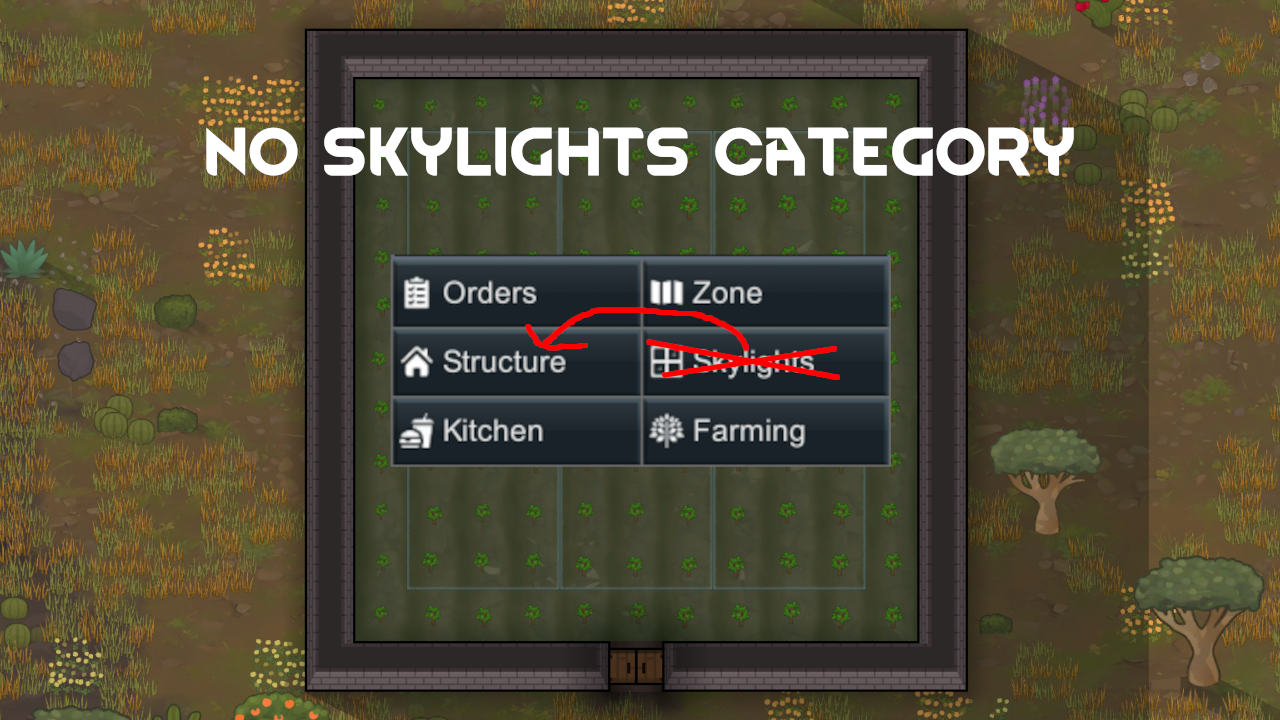 NO SKYLIGHTS CATEGORY
Orders
Zone
Structure
Skylights
Kitchen
Farming